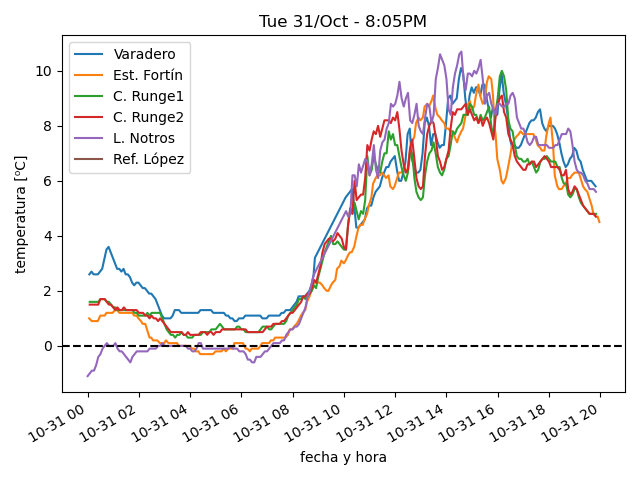 Tue 31/Oct - 8:05PM
Varadero
Est. Fortín
C. Runge1
C. Runge2
L. Notros
Ref. López
temperatura [ºC]
10
8
6
4
2
0
10-31 00
10-31 02
10-31 04
10-31 06
10-31 08
10-31 10
10-31 12
10-31 14
10-31 16
10-31 18
10-31 20
fecha y hora